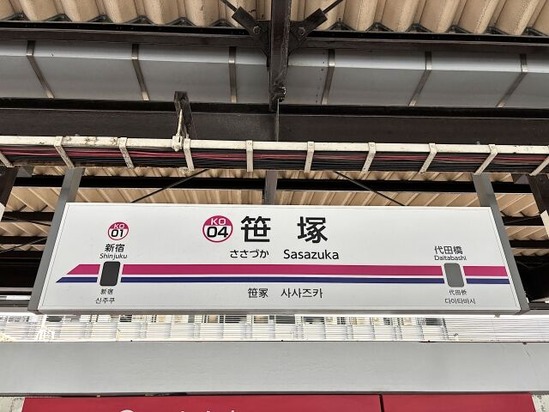 KO
01
新宿
Shinjuku
新宿
신주쿠
KO
04
笹塚
ささづか Sasazuka
笹冢 사사즈카
代田橋
Daitabashi
代田桥
다이타바시